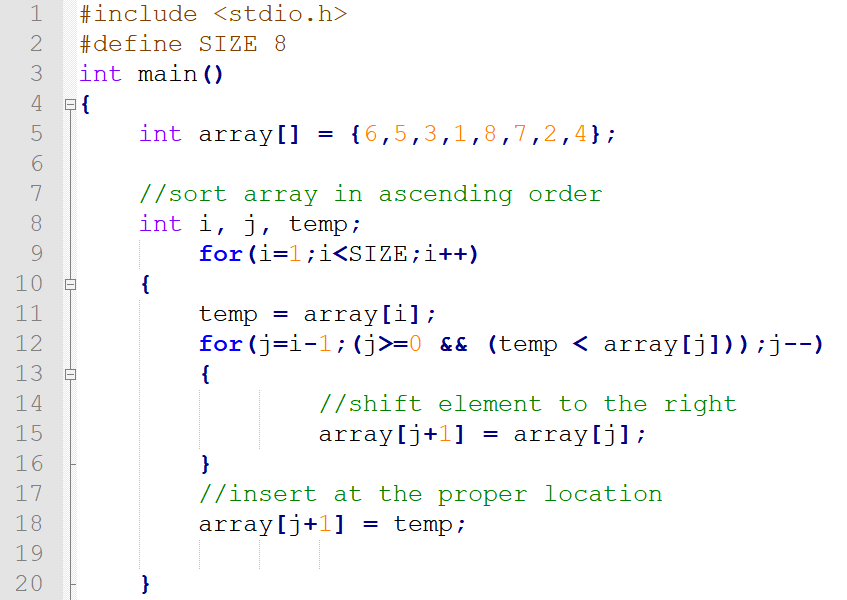 1 #include <stdio.h>
2 #define SIZE 8
3 int main()
4 {
5     int array[] = {6,5,3,1,8,7,2,4};
6
7     //sort array in ascending order
8     int i, j, temp;
9         for(i=1;i<SIZE;i++)
10     {
11         temp = array[i];
12         for(j=i-1;(j>=0 && (temp < array[j]));j--)
13         {
14                 //shift element to the right
15                 array[j+1] = array[j];
16         }
17         //insert at the proper location
18         array[j+1] = temp;
19
20     }